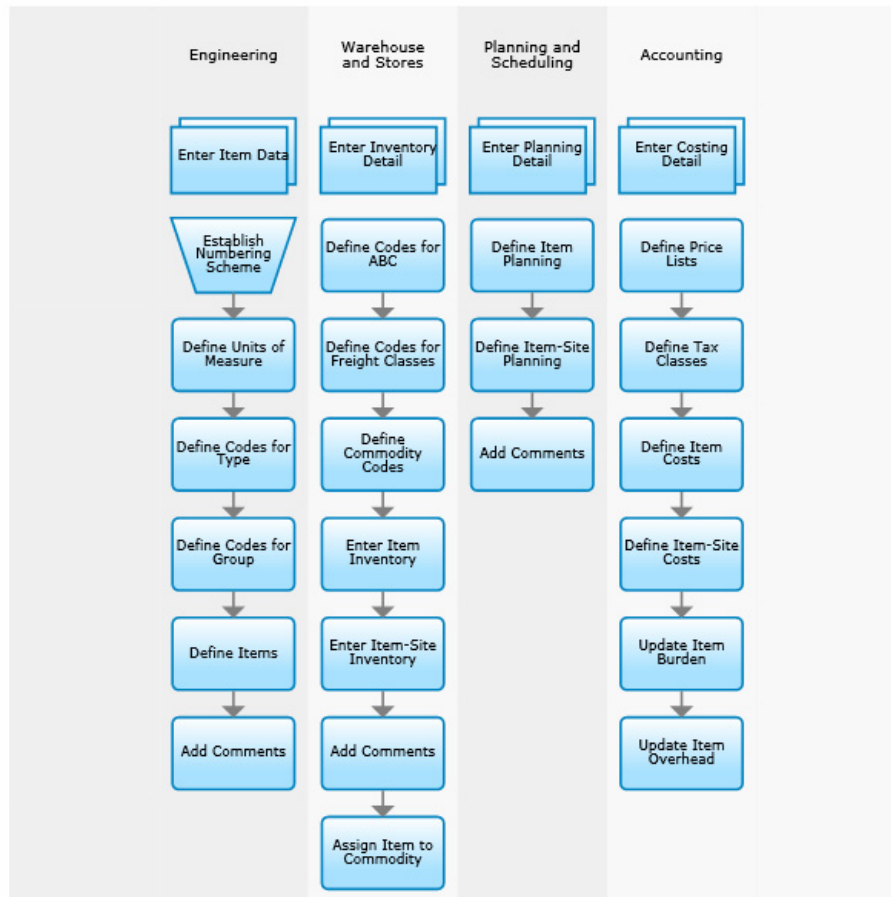 Engineering
Warehouse
and Stores
Planning and
Scheduling
Accounting
Enter Item Data
Enter Inventory
Detail
Enter Planning
Detail
Enter Costing
Detail
Establish
Numbering
Scheme
Define Codes for
ABC
Define Item
Planning
Define Price
Lists
Define Units of
Measure
Define Codes for
Freight Classes
Define Item-Site
Planning
Define Tax
Classes
Define Codes for
Type
Define
Commodity
Codes
Add Comments
Define Item
Costs
Define Codes for
Group
Enter Item
Inventory
Define Item-Site
Costs
Define Items
Enter Item-Site
Inventory
Update Item
Burden
Add Comments
Add Comments
Update Item
Overhead
Assign Item to
Commodity